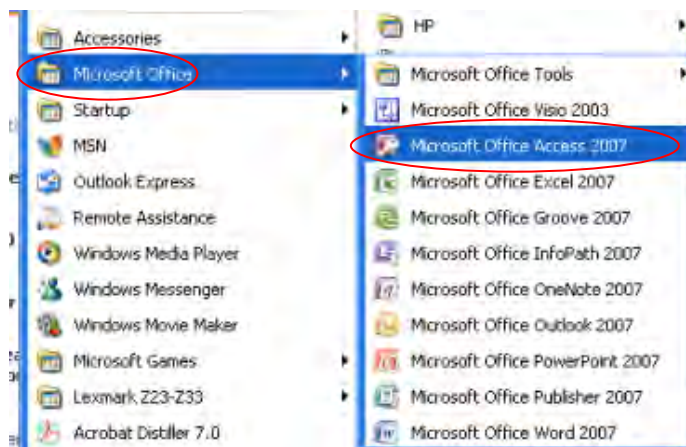 Accessories
Microsoft Office
Startup
MSN
Outlook Express
Remote Assistance
Windows Media Player
Windows Messenger
Windows Movie Maker
Microsoft Games
Lexmark Z23-Z33
Acrobat Distiller 7.0
HP
Microsoft Office Tools
Microsoft Office Visio 2003
Microsoft Office Access 2007
Microsoft Office Excel 2007
Microsoft Office Groove 2007
Microsoft Office InfoPath 2007
Microsoft Office OneNote 2007
Microsoft Office Outlook 2007
Microsoft Office PowerPoint 2007
Microsoft Office Publisher 2007
Microsoft Office Word 2007